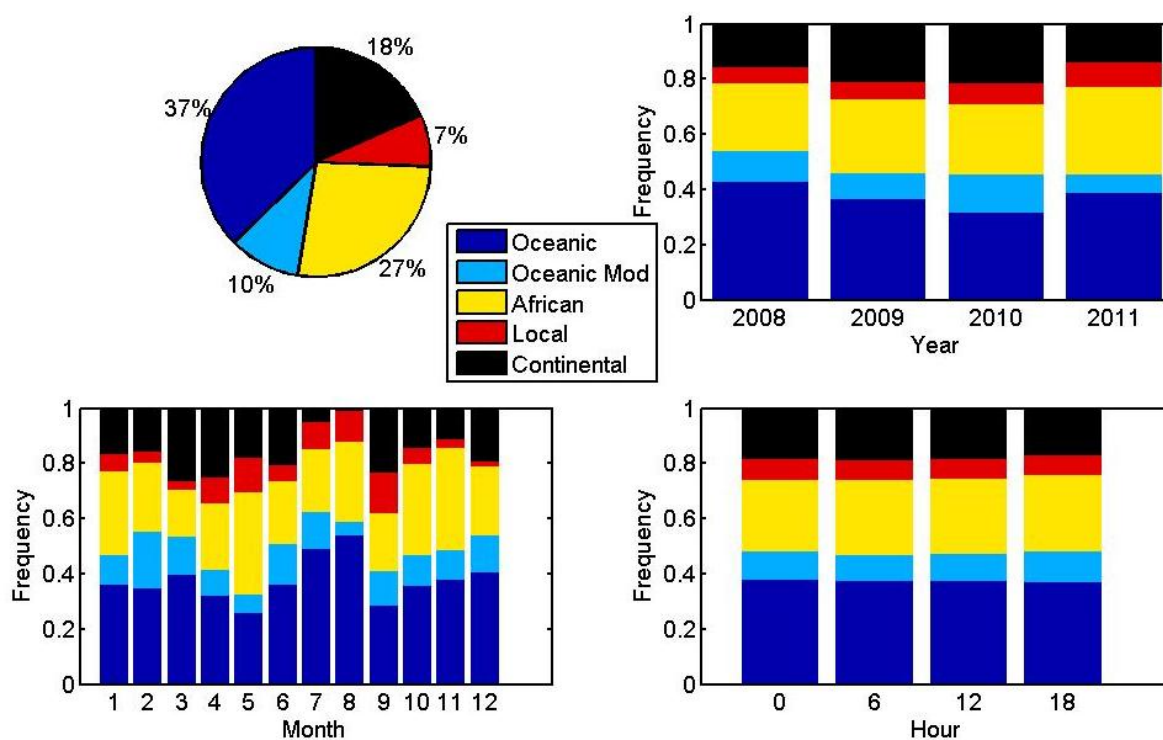 18%
37%
7%
10%
27%
Oceanic
Oceanic Mod
African
Local
Continental
1
0.8
0.6
0.4
0.2
0
Frequency
2008 2009 2010 2011
Year
1
0.8
0.6
0.4
0.2
0
Frequency
1 2 3 4 5 6 7 8 9 10 11 12
Month
1
0.8
0.6
0.4
0.2
0
Frequency
0 6 12 18
Hour